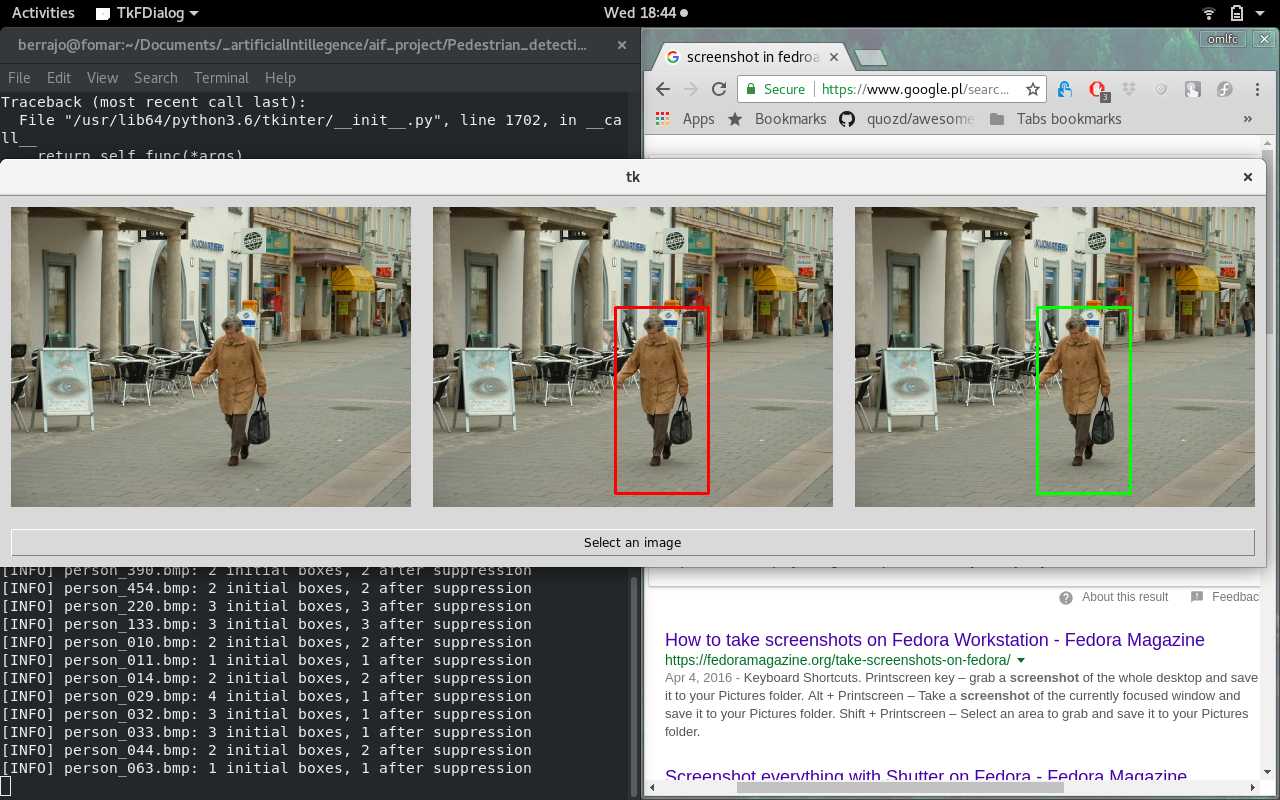 Activities TkFDialog Wed 18:44
berrajo@fomar:~/Documents/_artificialIntillegence/aif_project/Pedestrian_detecti…
File Edit View Search Terminal Help
Traceback (most recent call last):
File "/usr/lib64/python3.6/tkinter/__init__.py", line 1702, in __ca
ll__
return self.func(*args)
omlfc
screenshot in fedroa
Secure https://www.google.pl/searc…
3
Apps Bookmarks quozd/awesome Tabs bookmarks »
tk
KUDM REISEN
Select an image
[INFO] person_390.bmp: 2 initial boxes, 2 after suppression
[INFO] person_454.bmp: 2 initial boxes, 2 after suppression
[INFO] person_220.bmp: 3 initial boxes, 3 after suppression
[INFO] person_133.bmp: 3 initial boxes, 3 after suppression
[INFO] person_010.bmp: 2 initial boxes, 2 after suppression
[INFO] person_011.bmp: 1 initial boxes, 1 after suppression
[INFO] person_014.bmp: 2 initial boxes, 2 after suppression
[INFO] person_029.bmp: 4 initial boxes, 1 after suppression
[INFO] person_032.bmp: 3 initial boxes, 1 after suppression
[INFO] person_033.bmp: 3 initial boxes, 1 after suppression
[INFO] person_044.bmp: 2 initial boxes, 2 after suppression
[INFO] person_063.bmp: 1 initial boxes, 1 after suppression
About this result Feedbac
How to take screenshots on Fedora Workstation - Fedora Magazine
https://fedoramagazine.org/take-screenshots-on-fedora/
Apr 4, 2016 - Keyboard Shortcuts. Printscreen key – grab a screenshot of the whole desktop and save
it to your Pictures folder. Alt + Printscreen – Take a screenshot of the currently focused window and
save it to your Pictures folder. Shift + Printscreen – Select an area to grab and save it to your Pictures
folder.
Screenshot everything with Shutter on Fedora - Fedora Magazine